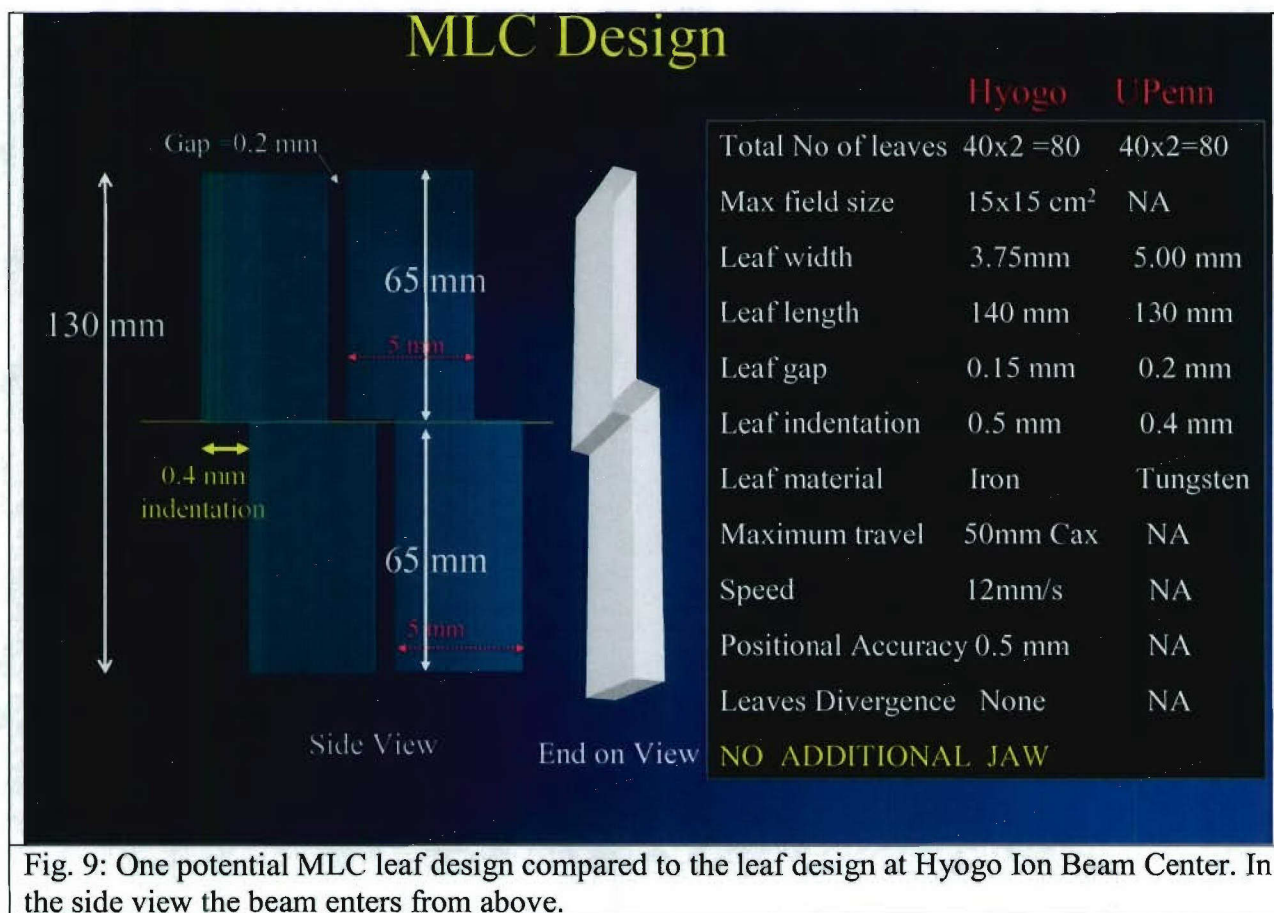 MLC Design
Hyogo UPenn
Gap =0.2 mm
130 mm
65 mm
5 mm
0.4 mm
indentation
65 mm
5 mm
Side View
End on View
Total No of leaves 40x2 =80 40x2=80
Max field size 15x15 cm² NA
Leaf width 3.75mm 5.00 mm
Leaf length 140 mm 130 mm
Leaf gap 0.15 mm 0.2 mm
Leaf indentation 0.5 mm 0.4 mm
Leaf material Iron Tungsten
Maximum travel 50mm Cax NA
Speed 12mm/s NA
Positional Accuracy 0.5 mm NA
Leaves Divergence None NA
NO ADDITIONAL JAW
Fig. 9: One potential MLC leaf design compared to the leaf design at Hyogo Ion Beam Center. In
the side view the beam enters from above.